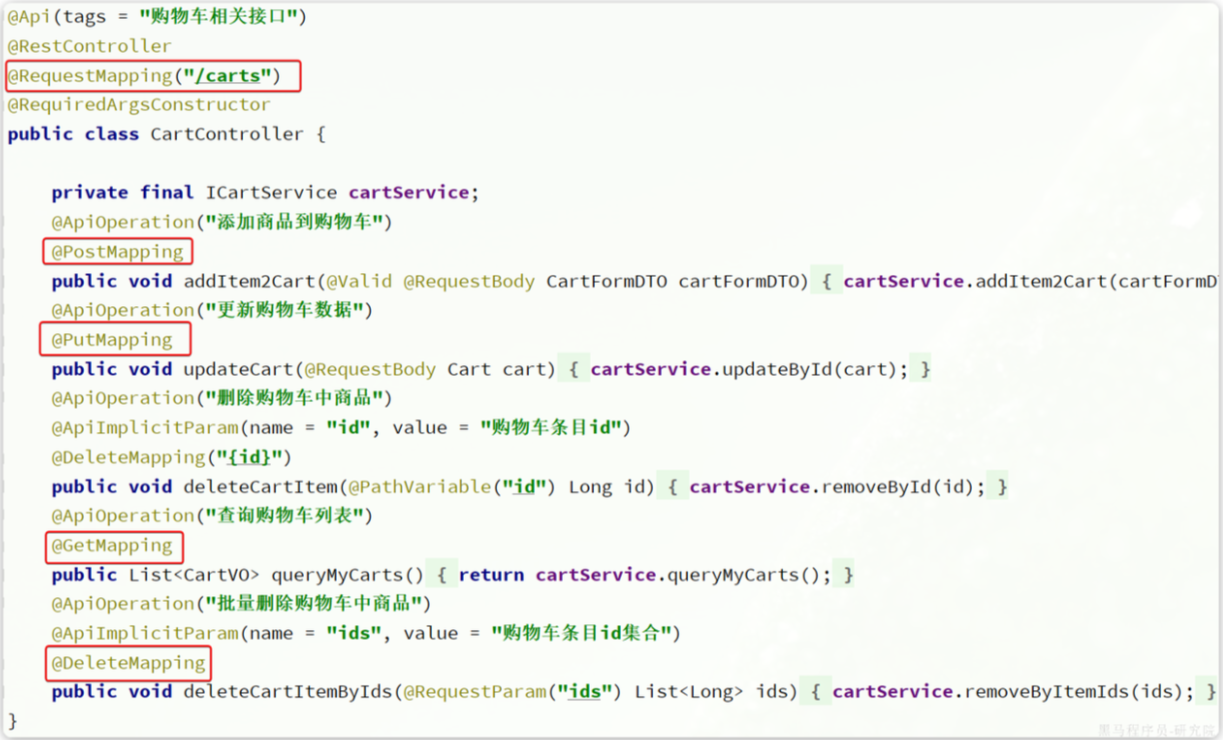 @Api(tags = "购物车相关接口")
@RestController
@RequestMapping("/carts")
@RequiredArgsConstructor
public class CartController {
    private final ICartService cartService;
    @ApiOperation("添加商品到购物车")
    @PostMapping
    public void addItem2Cart(@Valid @RequestBody CartFormDTO cartFormDTO) { cartService.addItem2Cart(cartFormD
    @ApiOperation("更新购物车数据")
    @PutMapping
    public void updateCart(@RequestBody Cart cart) { cartService.updateById(cart); }
    @ApiOperation("删除购物车中商品")
    @ApiImplicitParam(name = "id", value = "购物车条目id")
    @DeleteMapping("{id}")
    public void deleteCartItem(@PathVariable("id") Long id) { cartService.removeById(id); }
    @ApiOperation("查询购物车列表")
    @GetMapping
    public List<CartVO> queryMyCarts() { return cartService.queryMyCarts(); }
    @ApiOperation("批量删除购物车中商品")
    @ApiImplicitParam(name = "ids", value = "购物车条目id集合")
    @DeleteMapping
    public void deleteCartItemByIds(@RequestParam("ids") List<Long> ids) { cartService.removeByItemIds(ids); }
}
黑马程序员-研究院